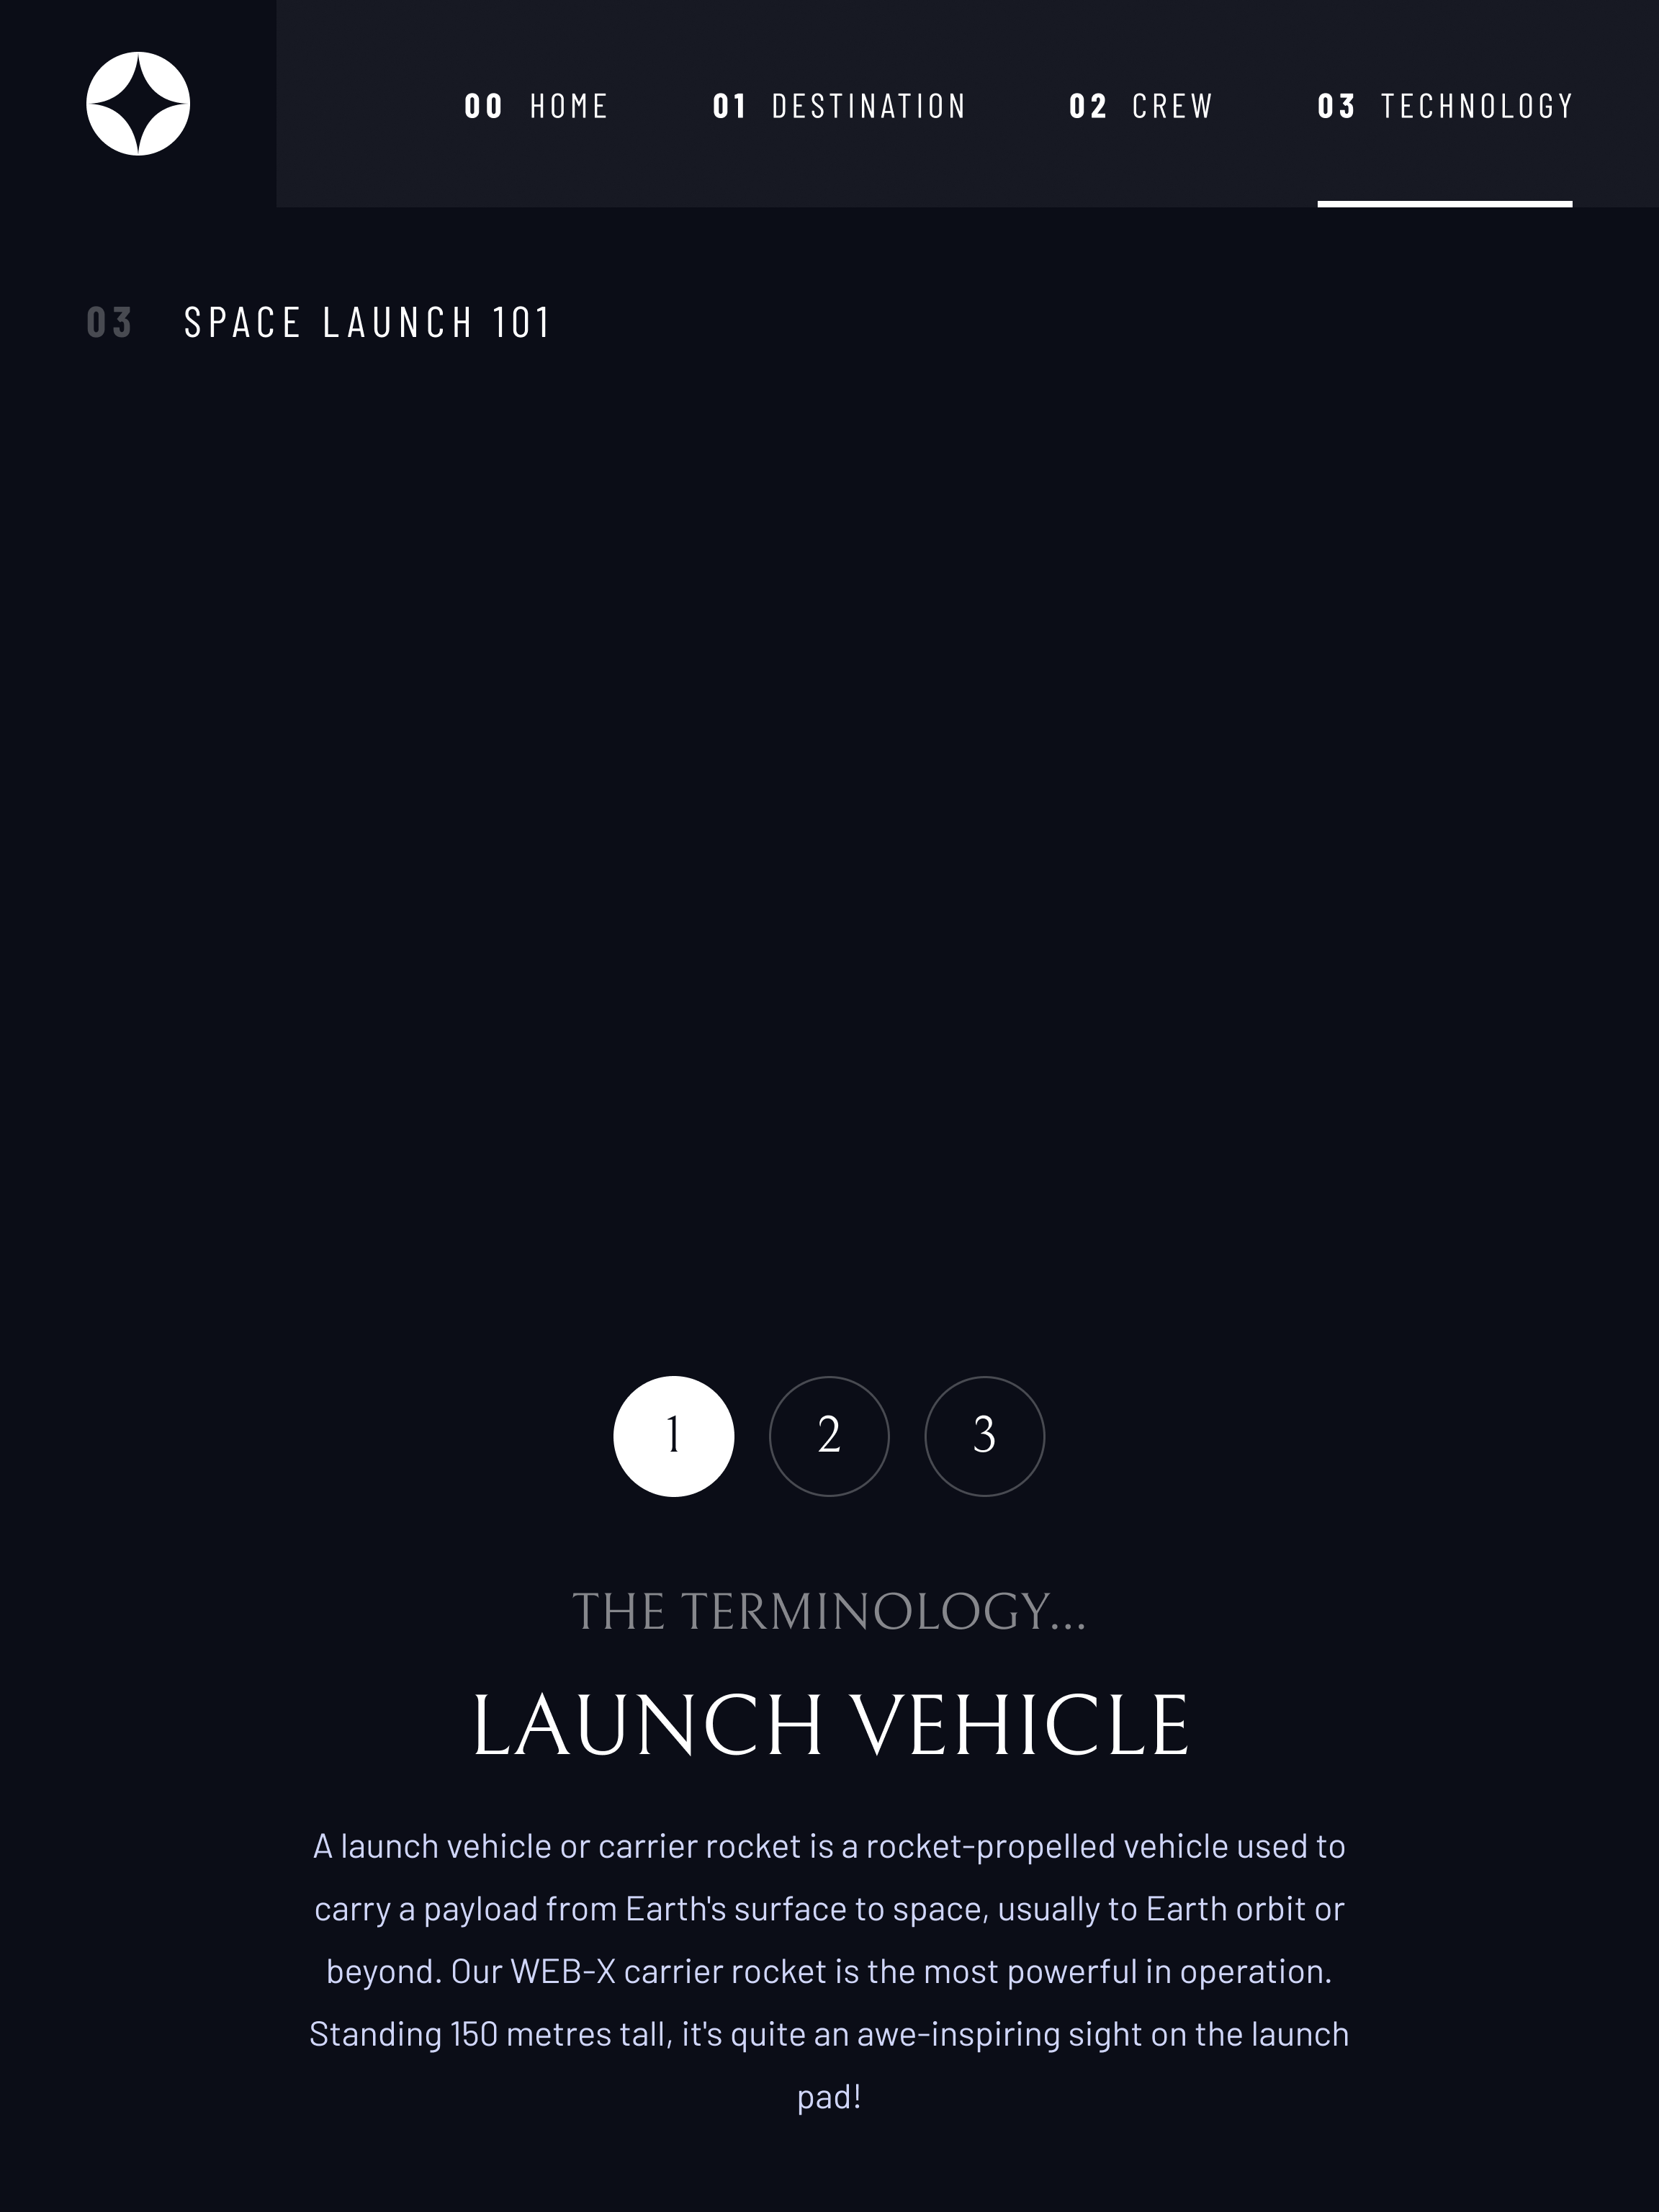 00 HOME 01 DESTINATION 02 CREW 03 TECHNOLOGY
03 SPACE LAUNCH 101
1 2 3
THE TERMINOLOGY...
LAUNCH VEHICLE
A launch vehicle or carrier rocket is a rocket-propelled vehicle used to
carry a payload from Earth's surface to space, usually to Earth orbit or
beyond. Our WEB-X carrier rocket is the most powerful in operation.
Standing 150 metres tall, it's quite an awe-inspiring sight on the launch
pad!